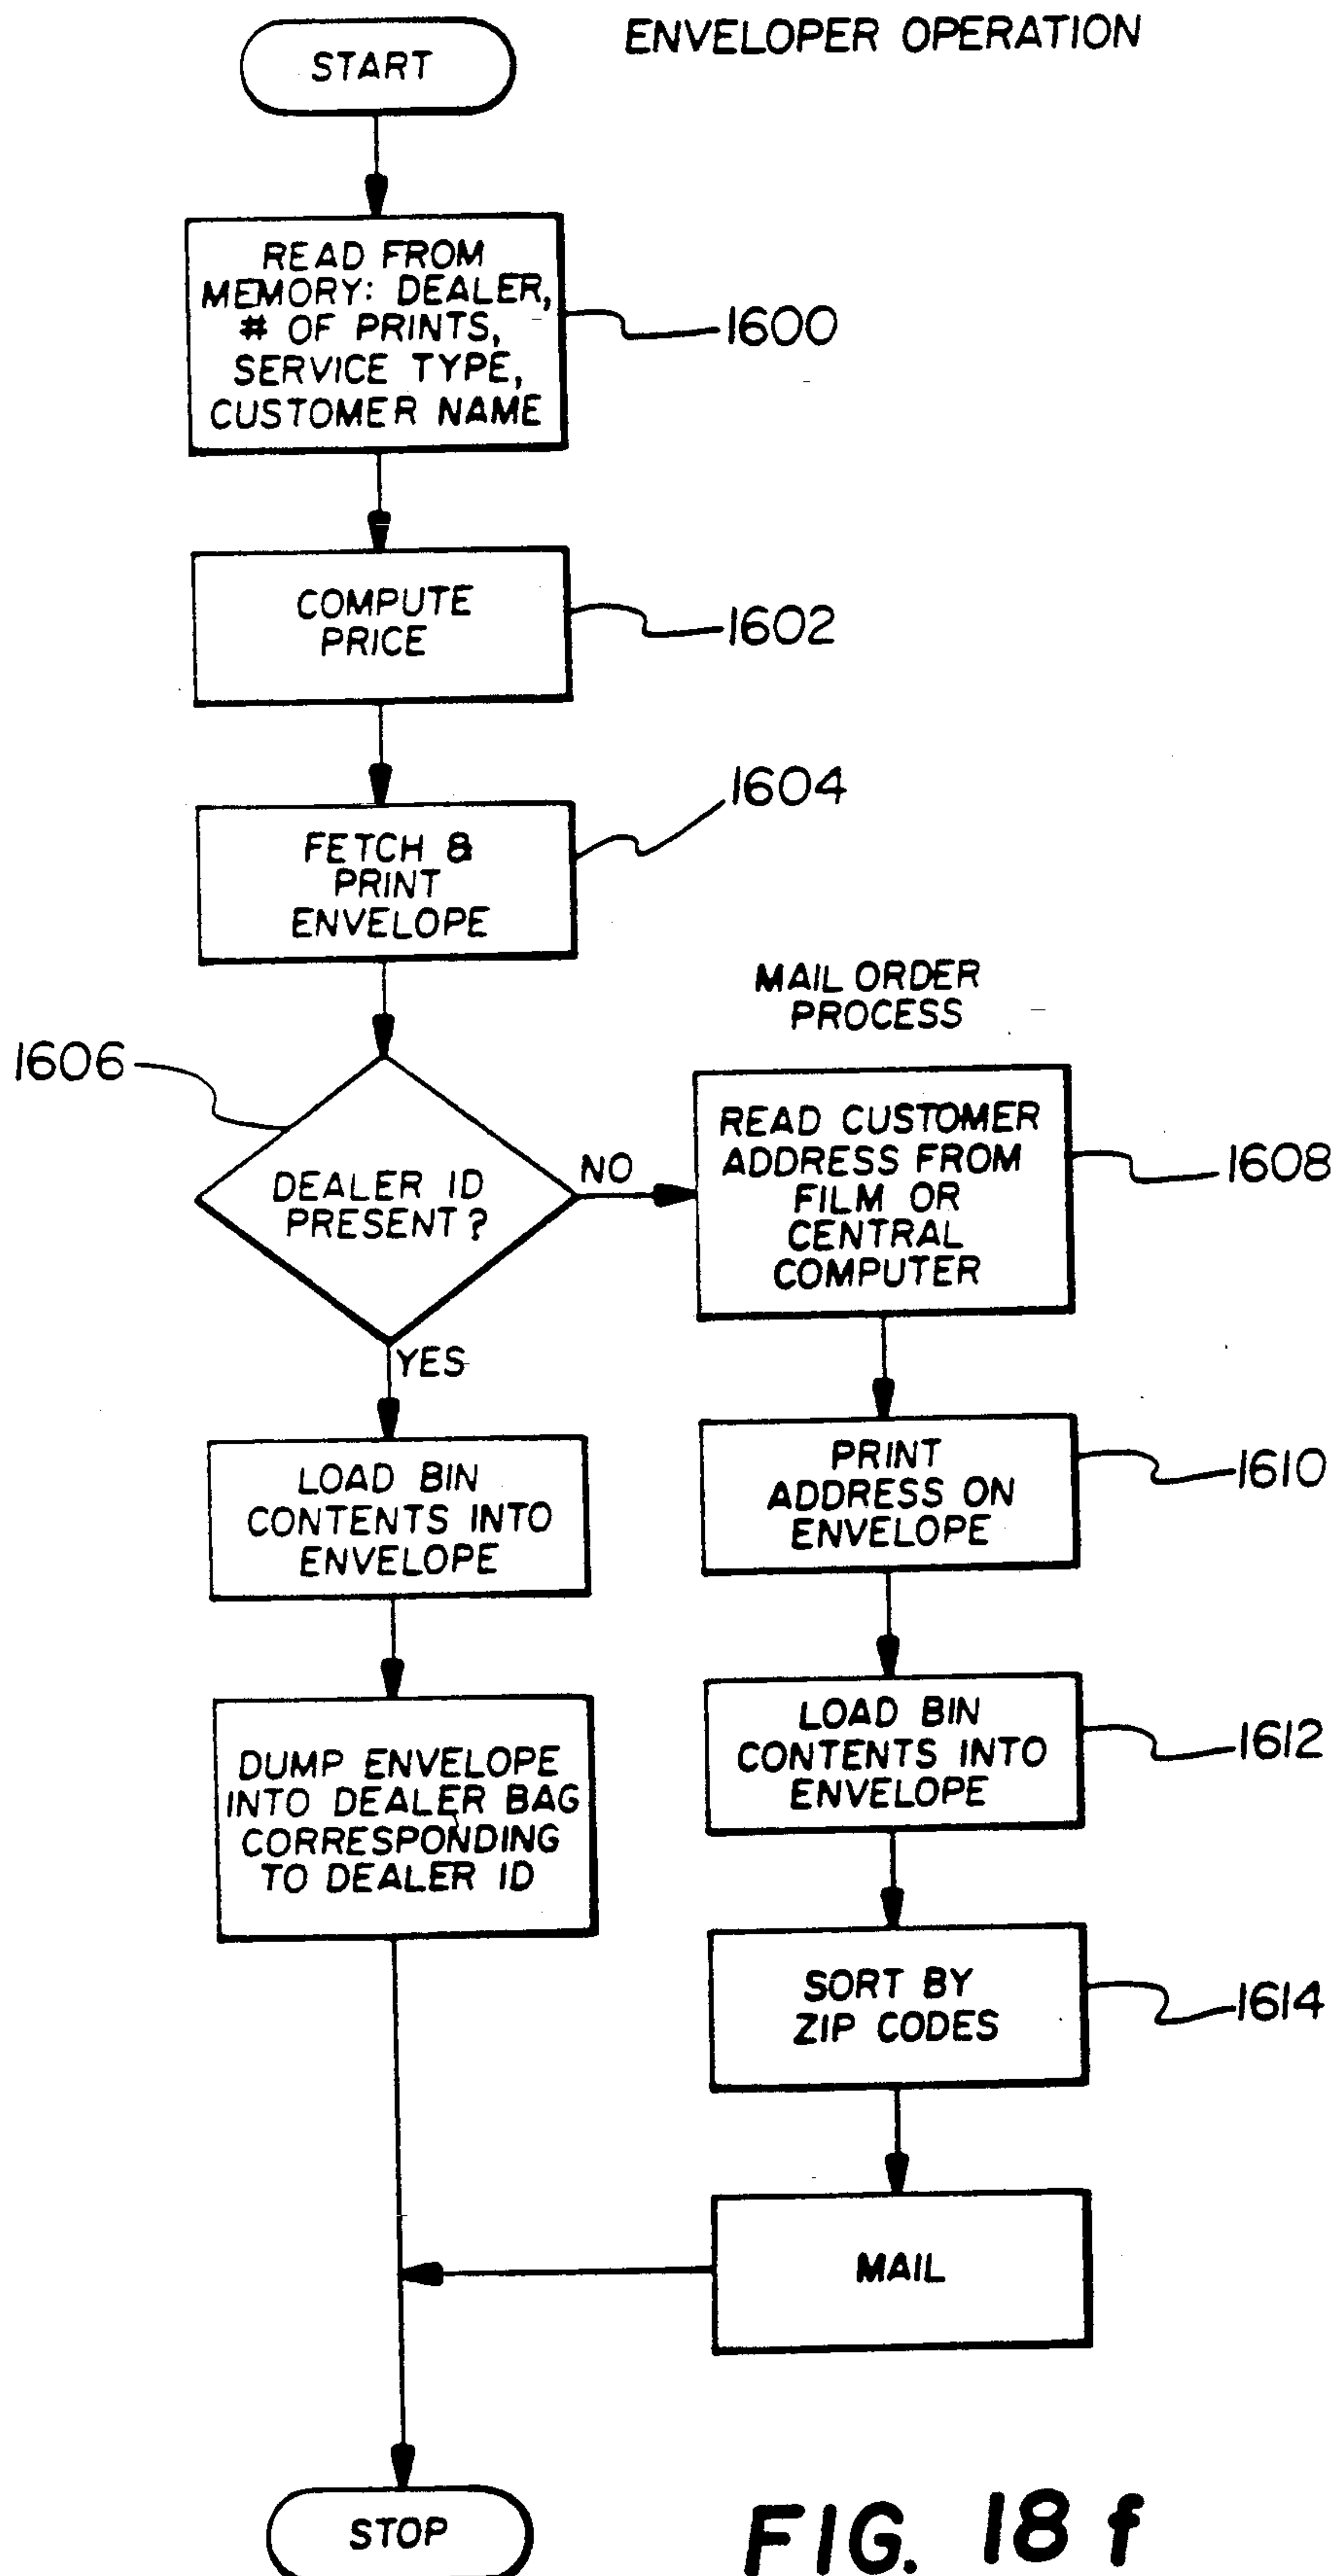 ENVELOPER OPERATION
START
READ FROM
MEMORY: DEALER,
# OF PRINTS,
SERVICE TYPE,
CUSTOMER NAME
1600
COMPUTE
PRICE
1602
FETCH &
PRINT
ENVELOPE
1604
1606
DEALER ID
PRESENT?
NO
YES
LOAD BIN
CONTENTS INTO
ENVELOPE
DUMP ENVELOPE
INTO DEALER BAG
CORRESPONDING
TO DEALER ID
MAIL ORDER
PROCESS
READ CUSTOMER
ADDRESS FROM
FILM OR
CENTRAL
COMPUTER
1608
PRINT
ADDRESS ON
ENVELOPE
1610
LOAD BIN
CONTENTS INTO
ENVELOPE
1612
SORT BY
ZIP CODES
1614
MAIL
STOP
FIG. 18 f